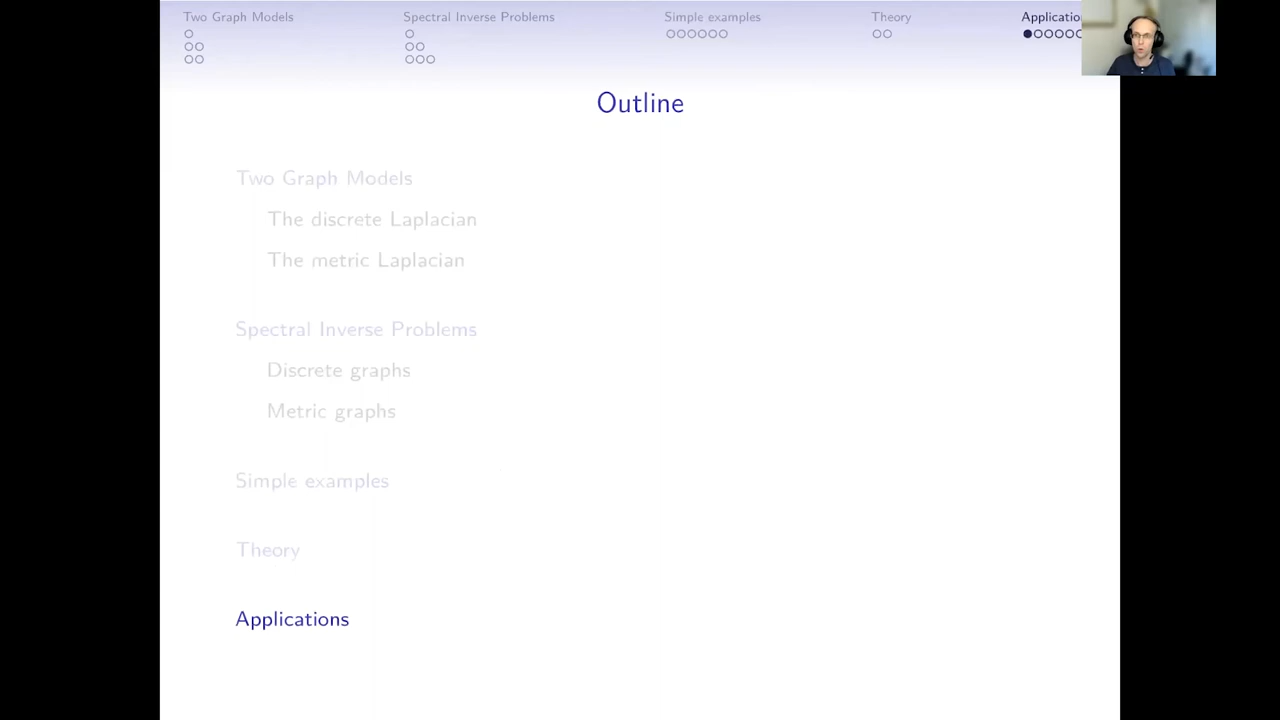 Two Graph Models Spectral Inverse Problems Simple examples Theory Applicatio
Outline
Two Graph Models
The discrete Laplacian
The metric Laplacian
Spectral Inverse Problems
Discrete graphs
Metric graphs
Simple examples
Theory
Applications